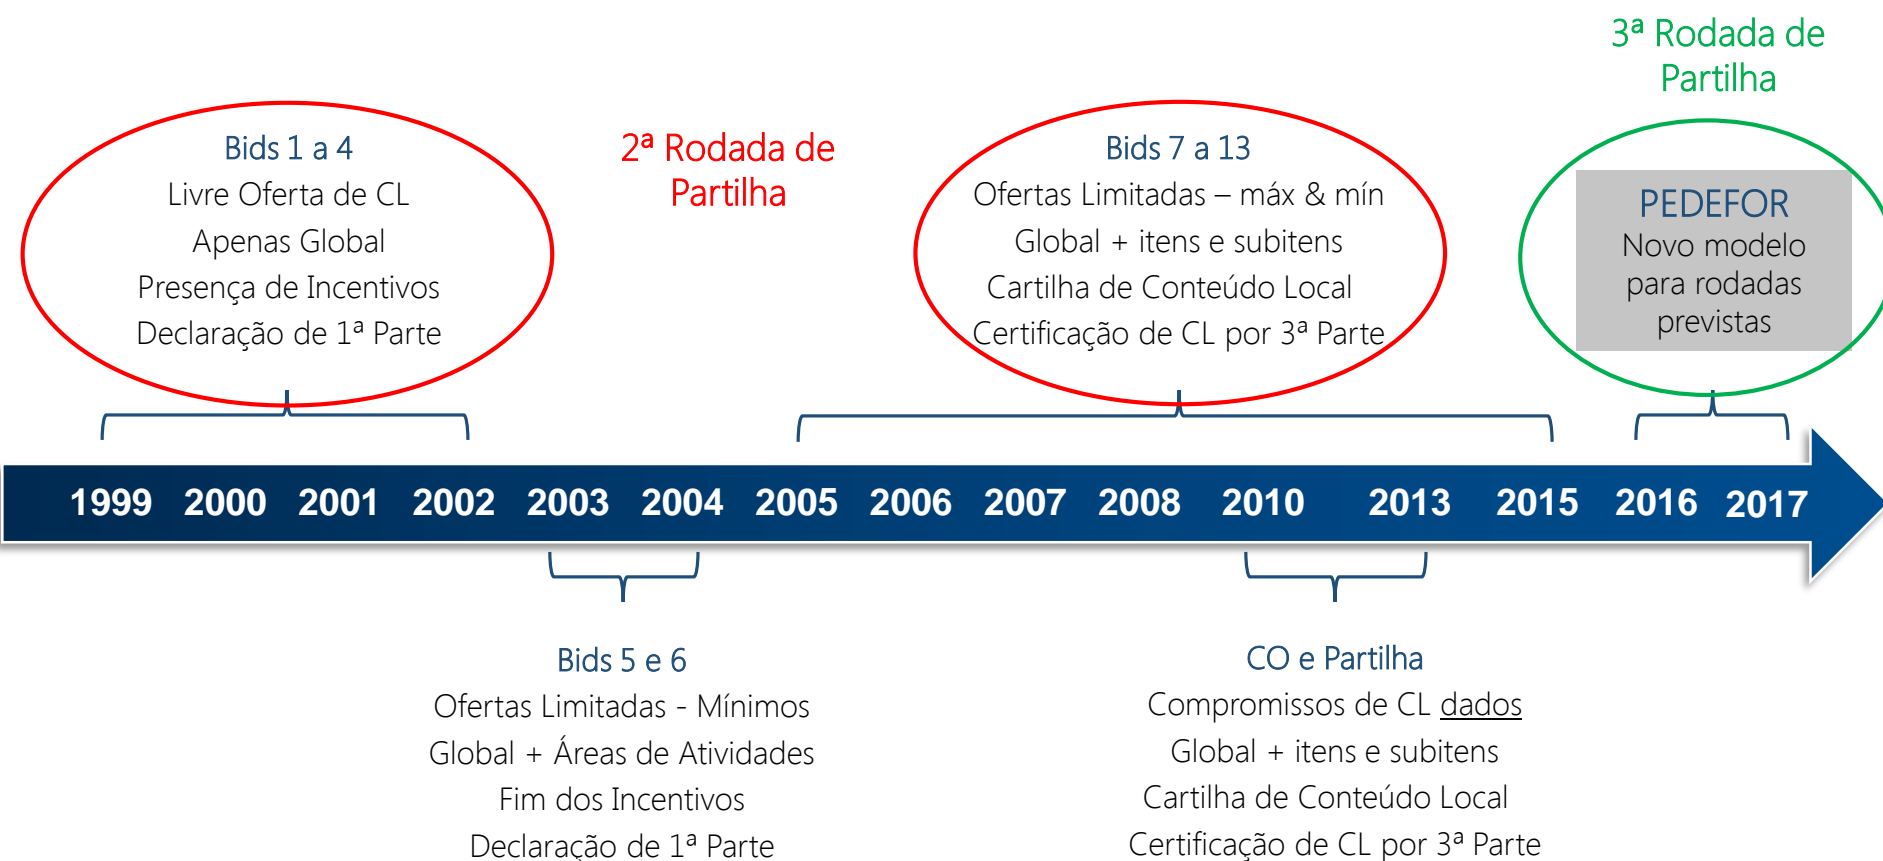 3ª Rodada de
Partilha
Bids 1 a 4
Livre Oferta de CL
Apenas Global
Presença de Incentivos
Declaração de 1ª Parte
2ª Rodada de
Partilha
Bids 7 a 13
Ofertas Limitadas – máx & mín
Global + itens e subitens
Cartilha de Conteúdo Local
Certificação de CL por 3ª Parte
PEDEFOR
Novo modelo
para rodadas
previstas
1999 2000 2001 2002 2003 2004 2005 2006 2007 2008 2010 2013 2015 2016 2017
Bids 5 e 6
Ofertas Limitadas - Mínimos
Global + Áreas de Atividades
Fim dos Incentivos
Declaração de 1ª Parte
CO e Partilha
Compromissos de CL dados
Global + itens e subitens
Cartilha de Conteúdo Local
Certificação de CL por 3ª Parte